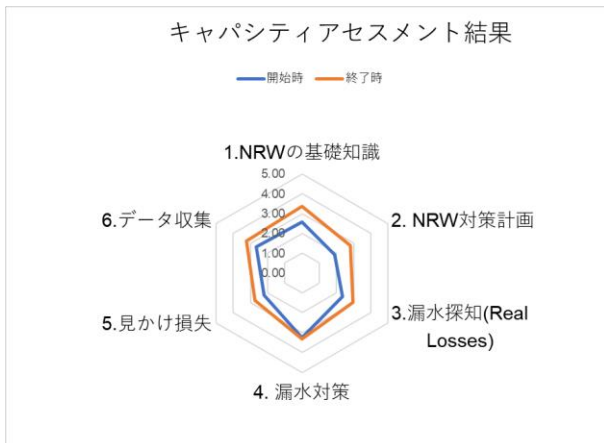 キャパシティアセスメント結果
開始時 終了時
1.NRWの基礎知識
5.00
4.00
3.00
2.00
1.00
0.00
2. NRW対策計画
3.漏水探知(Real
Losses)
4. 漏水対策
5.見かけ損失
6.データ収集